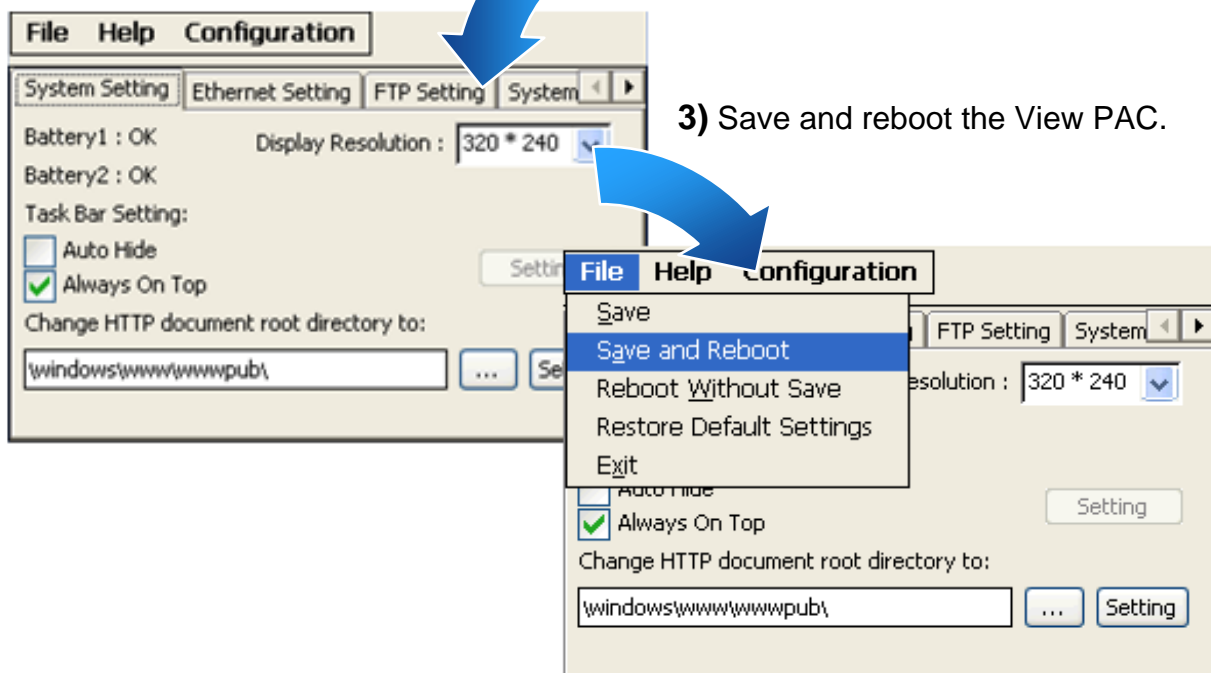 File Help Configuration
System Setting Ethernet Setting FTP Setting System
Battery1 : OK Display Resolution : 320 * 240
Battery2 : OK
Task Bar Setting:
Auto Hide
Always On Top
Change HTTP document root directory to:
\windows\www\wwwpub\ ...
3) Save and reboot the View PAC.
File Help Configuration
Save
Save and Reboot
Reboot Without Save
Restore Default Settings
Exit
FTP Setting System
320 * 240
Auto Hide
Setting
Always On Top
Change HTTP document root directory to:
\windows\www\wwwpub\ ... Setting